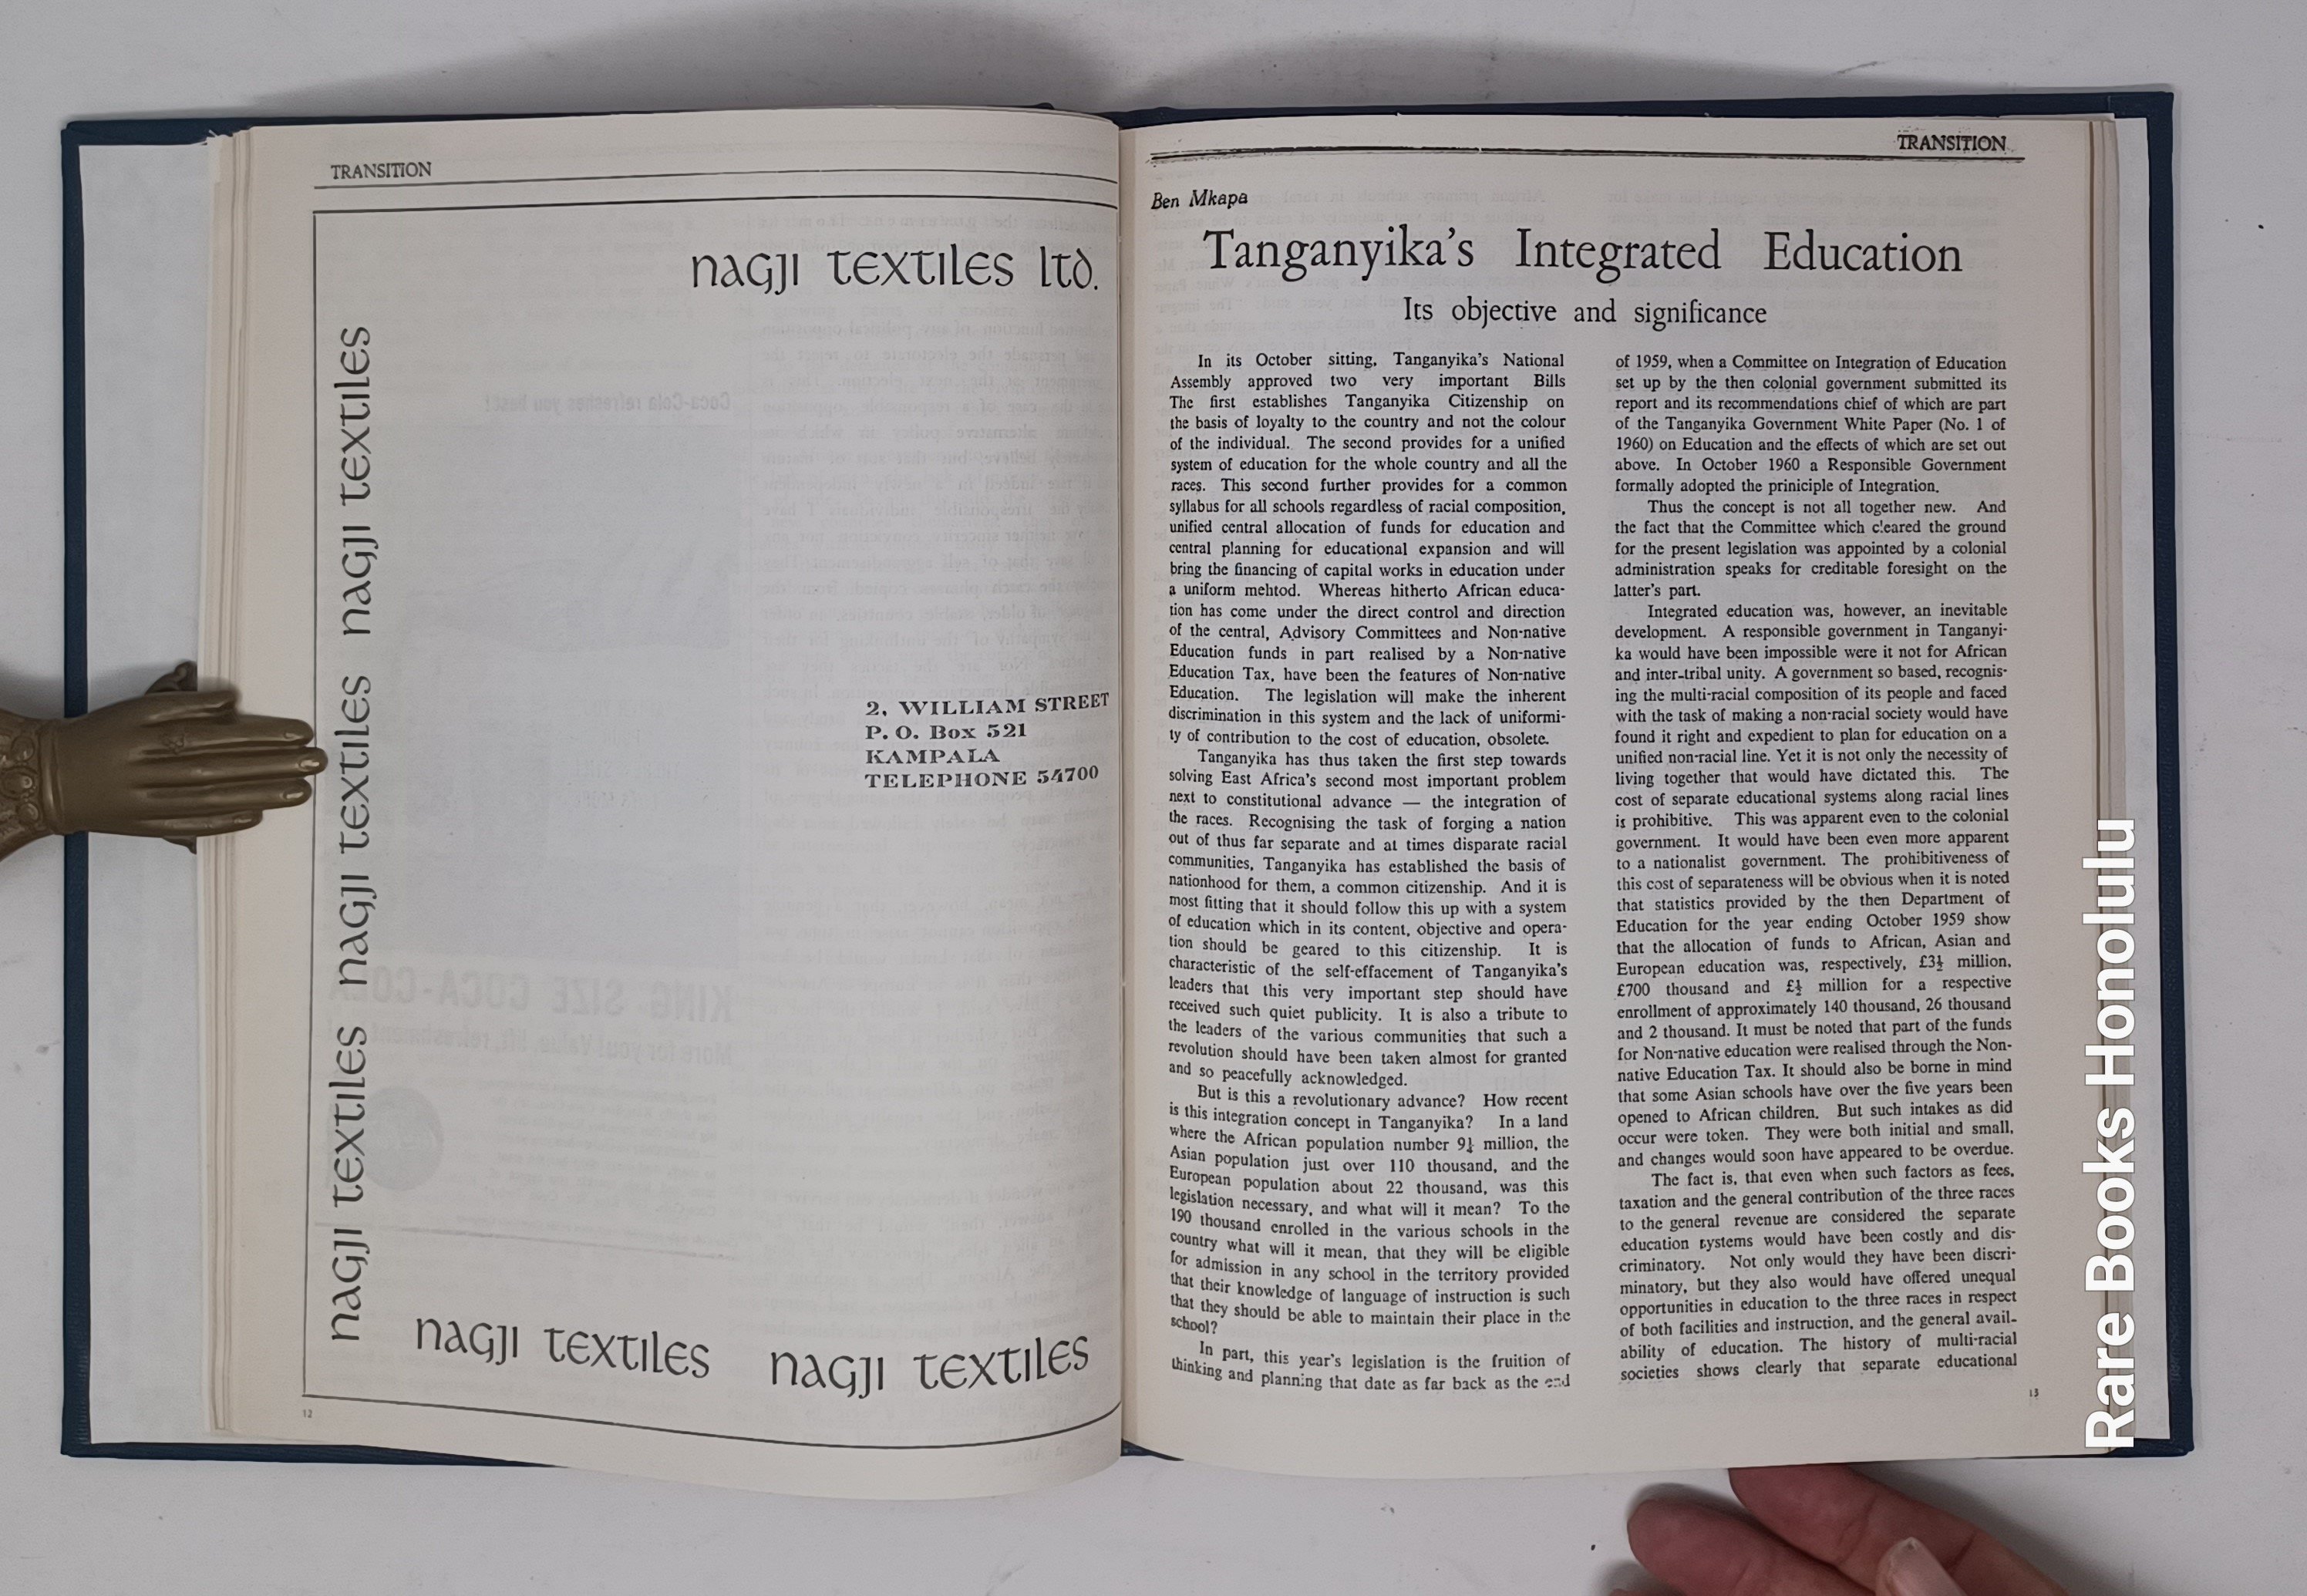 TRANSITION
nagji textiles ltd.
nagji textiles nagji textiles nagji textiles
2, WILLIAM STREET
P. O. Box 521
KAMPALA
TELEPHONE 54700
nagji textiles nagji textiles
12
TRANSITION
Ben Mkapa
Tanganyika's Integrated Education
Its objective and significance
In its October sitting, Tanganyika's National
Assembly approved two very important Bills
The first establishes Tanganyika Citizenship on
the basis of loyalty to the country and not the colour
of the individual. The second provides for a unified
system of education for the whole country and all the
races. This second further provides for a common
syllabus for all schools regardless of racial composition,
unified central allocation of funds for education and
central planning for educational expansion and will
bring the financing of capital works in education under
a uniform mehtod. Whereas hitherto African educa-
tion has come under the direct control and direction
of the central, Advisory Committees and Non-native
Education funds in part realised by a Non-native
Education Tax, have been the features of Non-native
Education. The legislation will make the inherent
discrimination in this system and the lack of uniformi-
ty of contribution to the cost of education, obsolete.
Tanganyika has thus taken the first step towards
solving East Africa's second most important problem
next to constitutional advance — the integration of
the races. Recognising the task of forging a nation
out of thus far separate and at times disparate racial
communities, Tanganyika has established the basis of
nationhood for them, a common citizenship. And it is
most fitting that it should follow this up with a system
of education which in its content, objective and opera-
tion should be geared to this citizenship. It is
characteristic of the self-effacement of Tanganyika's
leaders that this very important step should have
received such quiet publicity. It is also a tribute to
the leaders of the various communities that such a
revolution should have been taken almost for granted
and so peacefully acknowledged.
But is this a revolutionary advance? How recent
is this integration concept in Tanganyika? In a land
where the African population number million, the
Asian population just over 110 thousand, and the
European population about 22 thousand, was this
legislation necessary, and what will it mean? To the
190 thousand enrolled in the various schools in the
country what will it mean, that they will be eligible
for admission in any school in the territory provided
that their knowledge of language of instruction is such
that they should be able to maintain their place in the
school?
In part, this year's legislation is the fruition of
thinking and planning that date as far back as the end
of 1959, when a Committee on Integration of Education
set up by the then colonial government submitted its
report and its recommendations chief of which are part
of the Tanganyika Government White Paper (No. 1 of
1960) on Education and the effects of which are set out
above. In October 1960 a Responsible Government
formally adopted the priniciple of Integration.
Thus the concept is not all together new. And
the fact that the Committee which cleared the ground
for the present legislation was appointed by a colonial
administration speaks for creditable foresight on the
latter's part.
Integrated education was, however, an inevitable
development. A responsible government in Tanganyi-
ka would have been impossible were it not for African
and inter-tribal unity. A government so based, recognis-
ing the multi-racial composition of its people and faced
with the task of making a non-racial society would have
found it right and expedient to plan for education on a
unified non-racial line. Yet it is not only the necessity of
living together that would have dictated this. The
cost of separate educational systems along racial lines
is prohibitive. This was apparent even to the colonial
government. It would have been even more apparent
to a nationalist government. The prohibitiveness of
this cost of separateness will be obvious when it is noted
that statistics provided by the then Department of
Education for the year ending October 1959 show
that the allocation of funds to African, Asian and
European education was, respectively, £3½ million,
£700 thousand and £½ million for a respective
enrollment of approximately 140 thousand, 26 thousand
and 2 thousand. It must be noted that part of the funds
for Non-native education were realised through the Non-
native Education Tax. It should also be borne in mind
that some Asian schools have over the five years been
opened to African children. But such intakes as did
occur were token. They were both initial and small,
and changes would soon have appeared to be overdue.
The fact is, that even when such factors as fees,
taxation and the general contribution of the three races
to the general revenue are considered the separate
education systems would have been costly and dis-
criminatory. Not only would they have been discri-
minatory, but they also would have offered unequal
opportunities in education to the three races in respect
of both facilities and instruction, and the general avail-
ability of education. The history of multi-racial
societies shows clearly that separate educational
13
Rare Books Honolulu